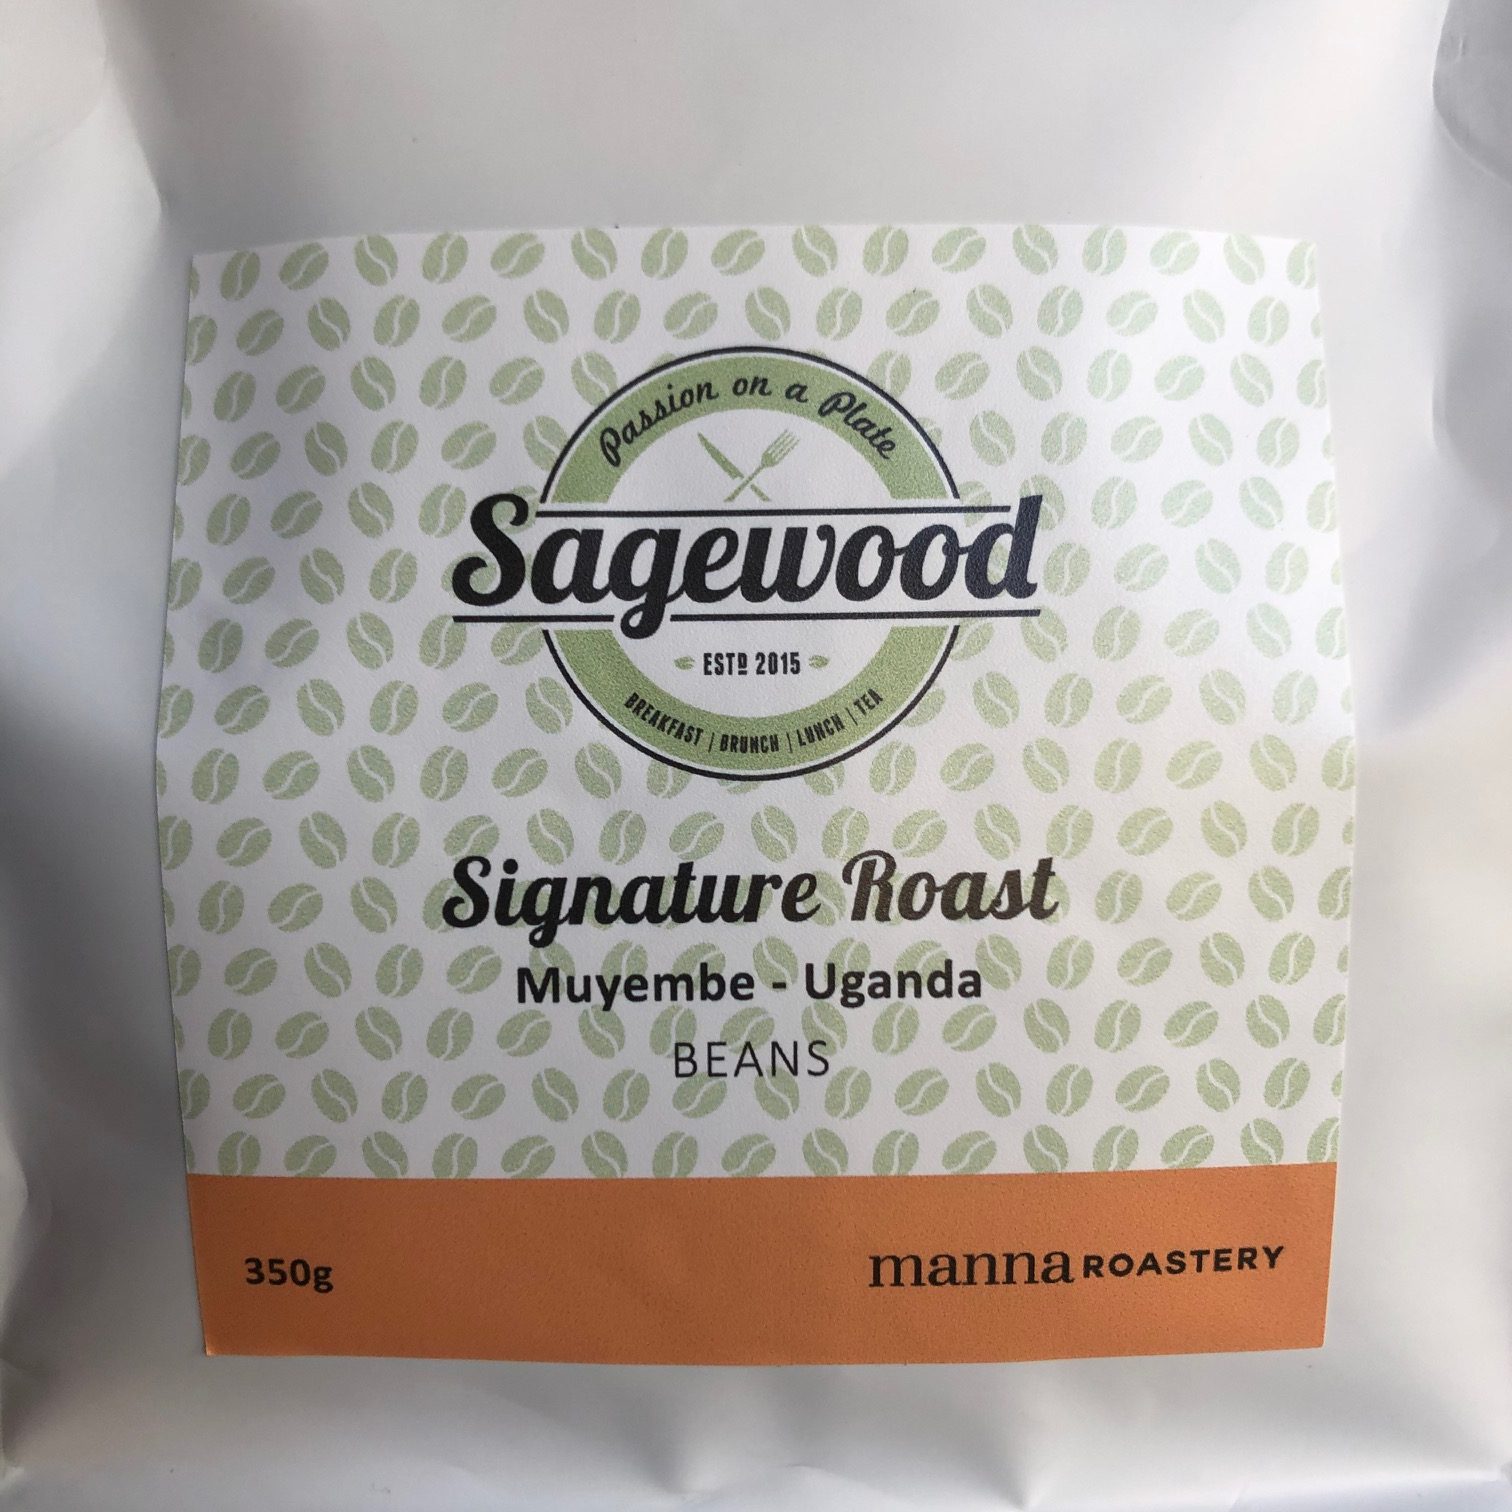 Passion on a Plate
Sagewood
ESTD 2015
BREAKFAST | BRUNCH | LUNCH | TEA
Signature Roast
Muyembe - Uganda
BEANS
350g
manna ROASTERY